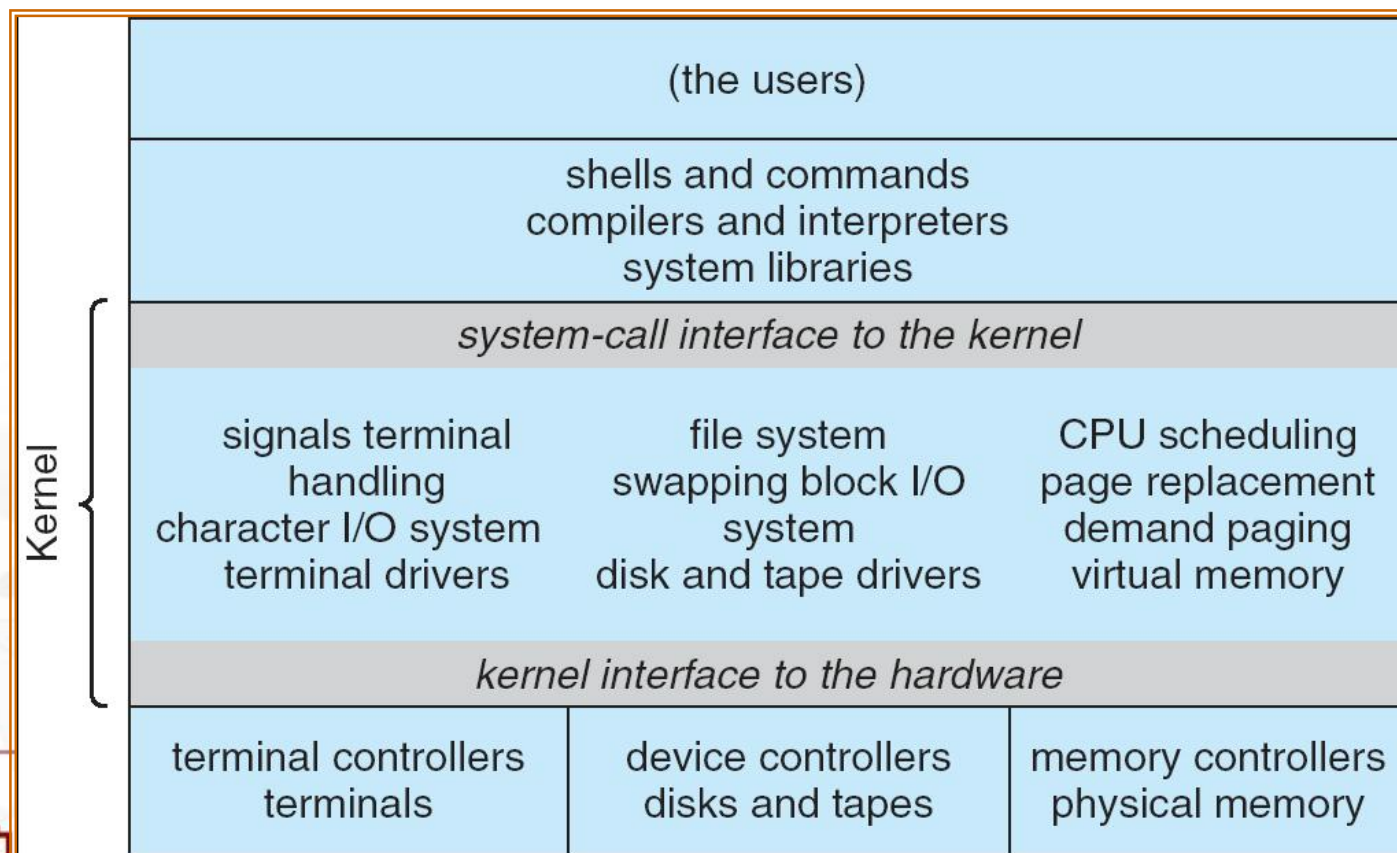 (the users)
shells and commands
compilers and interpreters
system libraries
system-call interface to the kernel
Kernel
signals terminal
handling
character I/O system
terminal drivers
file system
swapping block I/O
system
disk and tape drivers
CPU scheduling
page replacement
demand paging
virtual memory
kernel interface to the hardware
terminal controllers
terminals
device controllers
disks and tapes
memory controllers
physical memory